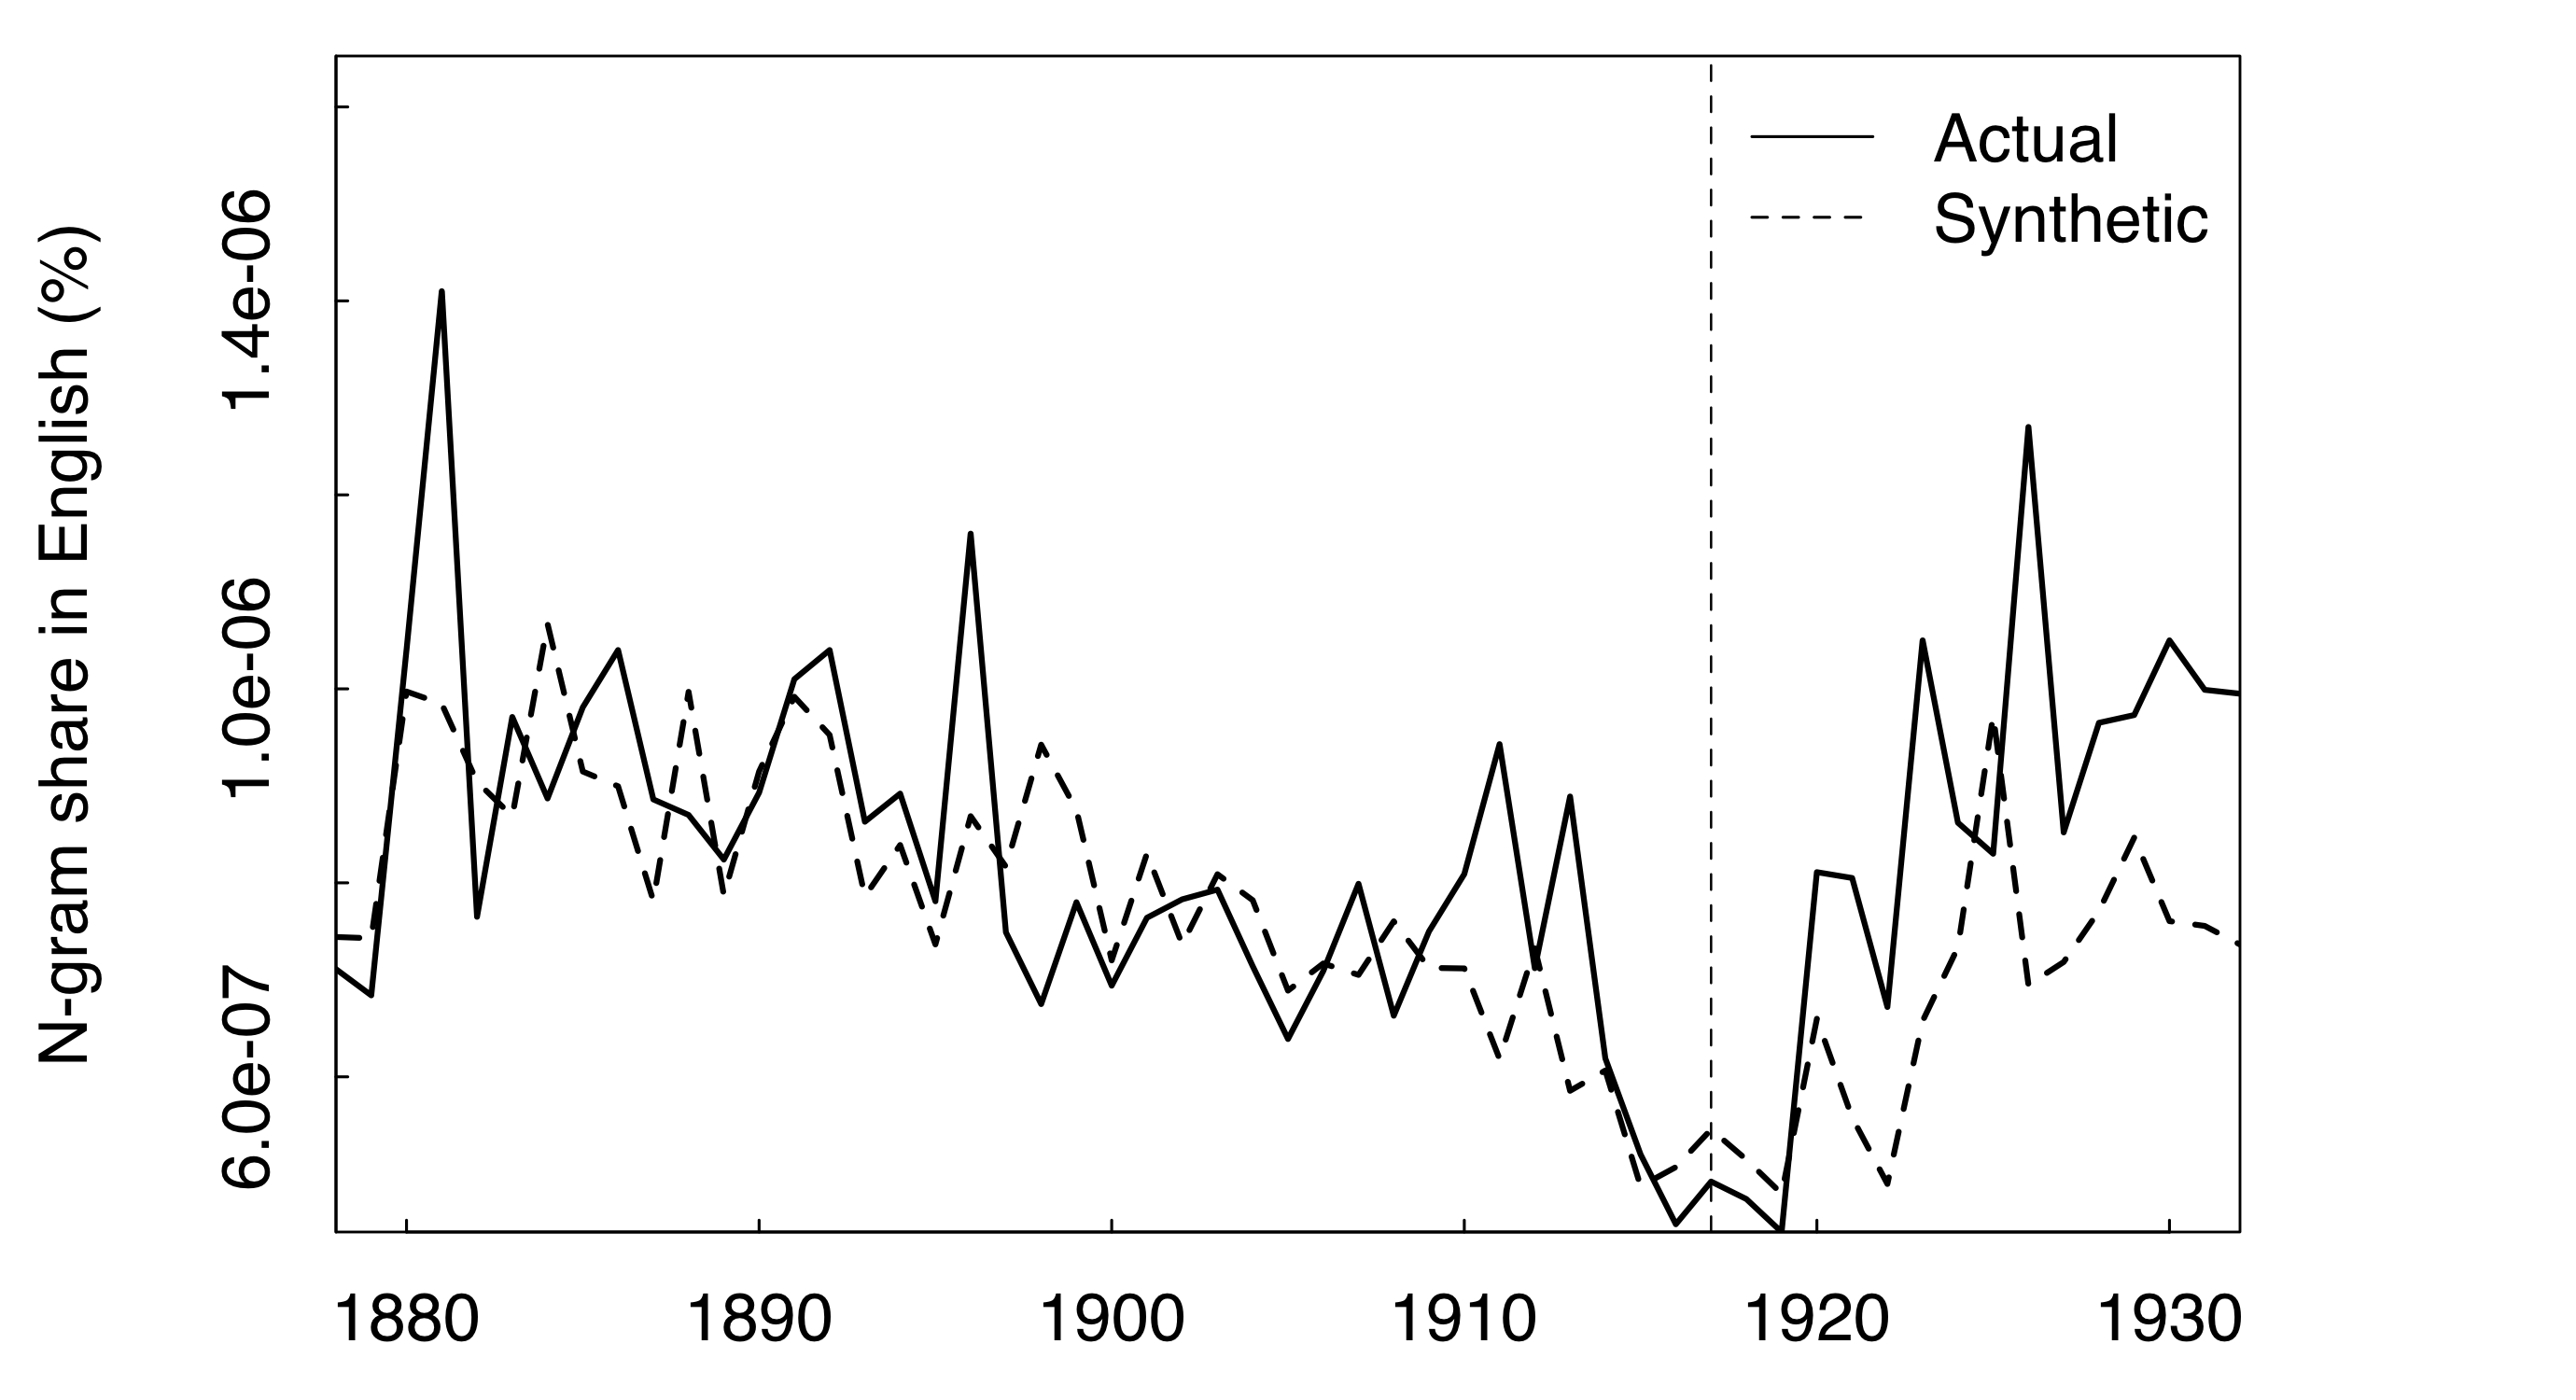 N-gram share in English (%)
1.4e-06
1.0e-06
6.0e-07
Actual
Synthetic
1880 1890 1900 1910 1920 1930